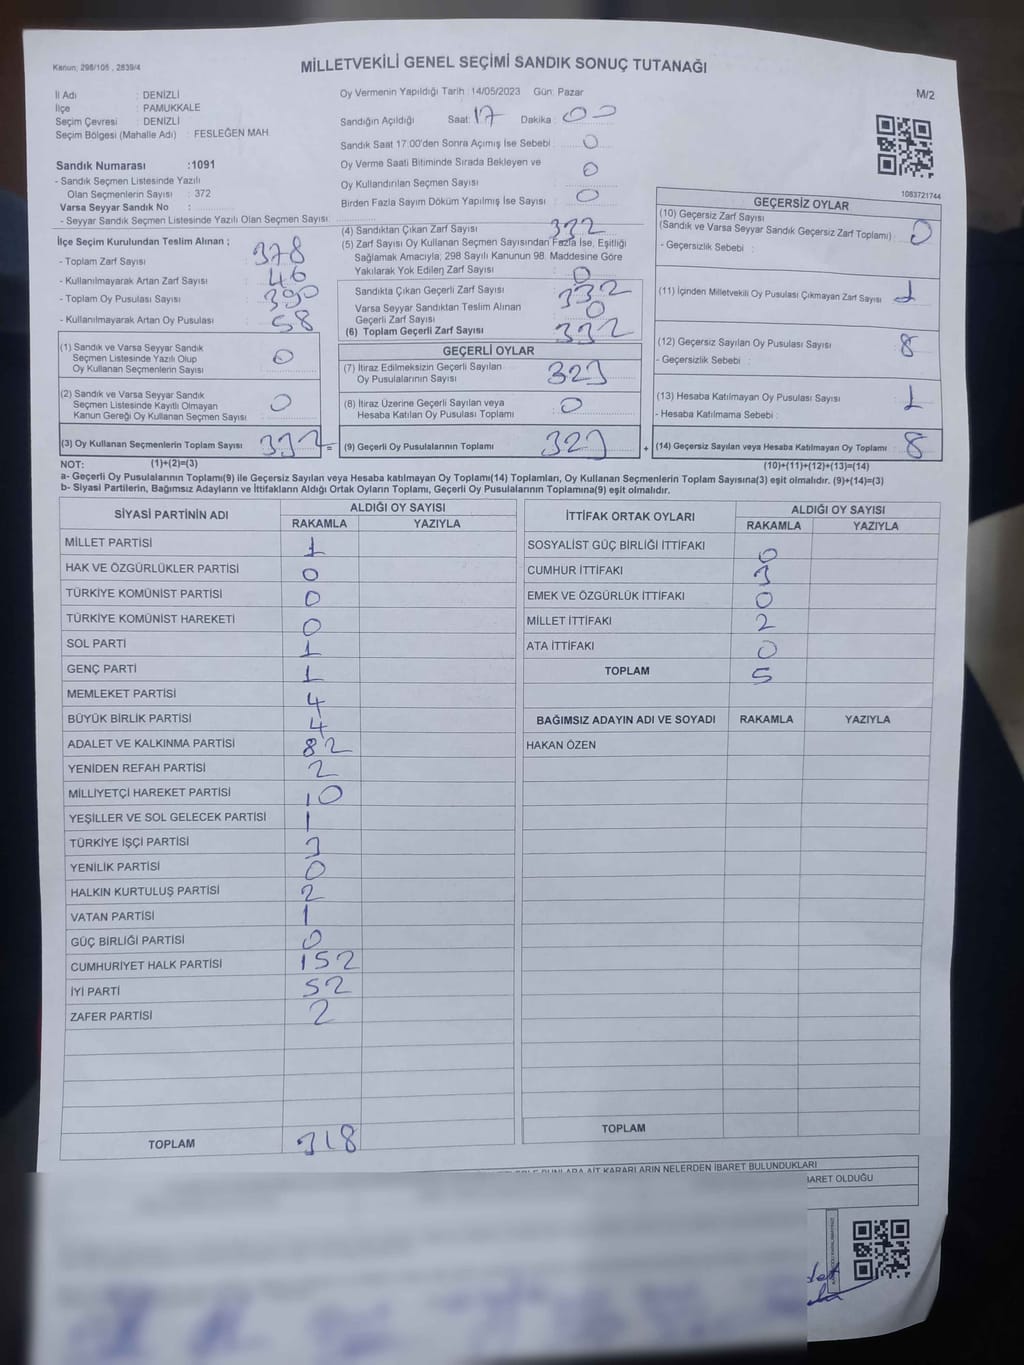 Kanun; 298/105 , 2839/4
MİLLETVEKİLİ GENEL SEÇİMİ SANDIK SONUÇ TUTANAĞI
M/2
İl Adı : DENİZLİ
İlçe : PAMUKKALE
Seçim Çevresi : DENİZLİ
Seçim Bölgesi (Mahalle Adı) : FESLEĞEN MAH
Sandık Numarası :1091
- Sandık Seçmen Listesinde Yazılı
Olan Seçmenlerin Sayısı : 372
Varsa Seyyar Sandık No :
- Seyyar Sandık Seçmen Listesinde Yazılı Olan Seçmen Sayısı:
Oy Vermenin Yapıldığı Tarih : 14/05/2023 Gün: Pazar
Sandığın Açıldığı Saat: 17 Dakika : 00
Sandık Saat 17:00'den Sonra Açımış İse Sebebi : 0
Oy Verme Saati Bitiminde Sırada Bekleyen ve
Oy Kullandırılan Seçmen Sayısı : 0
Birden Fazla Sayım Döküm Yapılmış İse Sayısı : 0
1083721744
İlçe Seçim Kurulundan Teslim Alınan ;
- Toplam Zarf Sayısı : 378
- Kullanılmayarak Artan Zarf Sayısı : 46
- Toplam Oy Pusulası Sayısı : 390
- Kullanılmayarak Artan Oy Pusulası : 58
(1) Sandık ve Varsa Seyyar Sandık
Seçmen Listesinde Yazılı Olup
Oy Kullanan Seçmenlerin Sayısı : 0
(2) Sandık ve Varsa Seyyar Sandık
Seçmen Listesinde Kayıtlı Olmayan
Kanun Gereği Oy Kullanan Seçmen Sayısı : 0
(3) Oy Kullanan Seçmenlerin Toplam Sayısı : 332 =
(4) Sandıktan Çıkan Zarf Sayısı : 332
(5) Zarf Sayısı Oy Kullanan Seçmen Sayısından Fazla İse, Eşitliği
Sağlamak Amacıyla; 298 Sayılı Kanunun 98. Maddesine Göre
Yakılarak Yok Edilen Zarf Sayısı : 0
Sandıkta Çıkan Geçerli Zarf Sayısı : 332
Varsa Seyyar Sandıktan Teslim Alınan
Geçerli Zarf Sayısı : 0
(6) Toplam Geçerli Zarf Sayısı : 332
GEÇERLİ OYLAR
(7) İtiraz Edilmeksizin Geçerli Sayılan
Oy Pusulalarının Sayısı : 323
(8) İtiraz Üzerine Geçerli Sayılan veya
Hesaba Katılan Oy Pusulası Toplamı : 0
(9) Geçerli Oy Pusulalarının Toplamı : 323 +
GEÇERSİZ OYLAR
(10) Geçersiz Zarf Sayısı
(Sandık ve Varsa Seyyar Sandık Geçersiz Zarf Toplamı) : 0
- Geçersizlik Sebebi :
(11) İçinden Milletvekili Oy Pusulası Çıkmayan Zarf Sayısı : 1
(12) Geçersiz Sayılan Oy Pusulası Sayısı : 8
- Geçersizlik Sebebi :
(13) Hesaba Katılmayan Oy Pusulası Sayısı : 1
- Hesaba Katılmama Sebebi :
(14) Geçersiz Sayılan veya Hesaba Katılmayan Oy Toplamı : 8
NOT: (1)+(2)=(3) (10)+(11)+(12)+(13)=(14)
a- Geçerli Oy Pusulalarının Toplamı(9) ile Geçersiz Sayılan veya Hesaba katılmayan Oy Toplamı(14) Toplamları, Oy Kullanan Seçmenlerin Toplam Sayısına(3) eşit olmalıdır. (9)+(14)=(3)
b- Siyasi Partilerin, Bağımsız Adayların ve İttifakların Aldığı Ortak Oyların Toplamı, Geçerli Oy Pusulalarının Toplamına(9) eşit olmalıdır.
SİYASİ PARTİNİN ADI ALDIĞI OY SAYISI
RAKAMLA YAZIYLA
MİLLET PARTİSİ 1
HAK VE ÖZGÜRLÜKLER PARTİSİ 0
TÜRKİYE KOMÜNİST PARTİSİ 0
TÜRKİYE KOMÜNİST HAREKETİ 0
SOL PARTİ 1
GENÇ PARTİ 1
MEMLEKET PARTİSİ 4
BÜYÜK BİRLİK PARTİSİ 4
ADALET VE KALKINMA PARTİSİ 82
YENİDEN REFAH PARTİSİ 2
MİLLİYETÇİ HAREKET PARTİSİ 10
YEŞİLLER VE SOL GELECEK PARTİSİ 1
TÜRKİYE İŞÇİ PARTİSİ 3
YENİLİK PARTİSİ 0
HALKIN KURTULUŞ PARTİSİ 2
VATAN PARTİSİ 1
GÜÇ BİRLİĞİ PARTİSİ 0
CUMHURİYET HALK PARTİSİ 152
İYİ PARTİ 52
ZAFER PARTİSİ 2
TOPLAM 318
İTTİFAK ORTAK OYLARI ALDIĞI OY SAYISI
RAKAMLA YAZIYLA
SOSYALİST GÜÇ BİRLİĞİ İTTİFAKI 0
CUMHUR İTTİFAKI 3
EMEK VE ÖZGÜRLÜK İTTİFAKI 0
MİLLET İTTİFAKI 2
ATA İTTİFAKI 0
TOPLAM 5
BAĞIMSIZ ADAYIN ADI VE SOYADI RAKAMLA YAZIYLA
HAKAN ÖZEN
TOPLAM
BUNLARA AİT KARARLARIN NELERDEN İBARET BULUNDUKLARI
BARET OLDUĞU